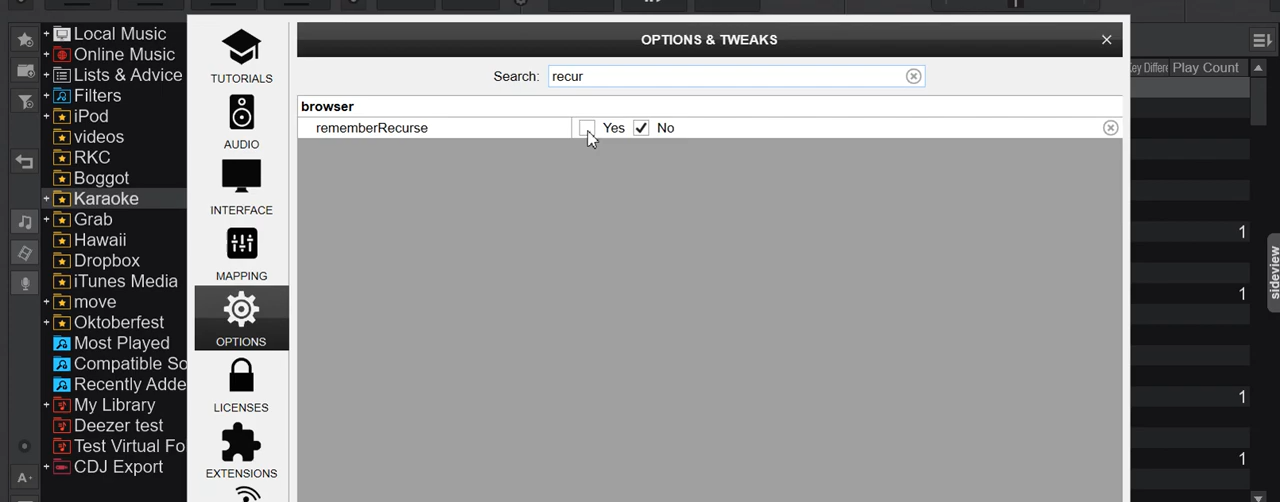 Local Music
Online Music
Lists & Advice
Filters
iPod
videos
RKC
Boggot
Karaoke
Grab
Hawaii
Dropbox
iTunes Media
move
Oktoberfest
Most Played
Compatible So
Recently Adde
My Library
Deezer test
Test Virtual Fo
CDJ Export
A+
TUTORIALS
AUDIO
INTERFACE
MAPPING
OPTIONS
LICENSES
EXTENSIONS
OPTIONS & TWEAKS
Search: recur
browser
rememberRecurse Yes No
Key Differe Play Count
1
1
1
1
sideview